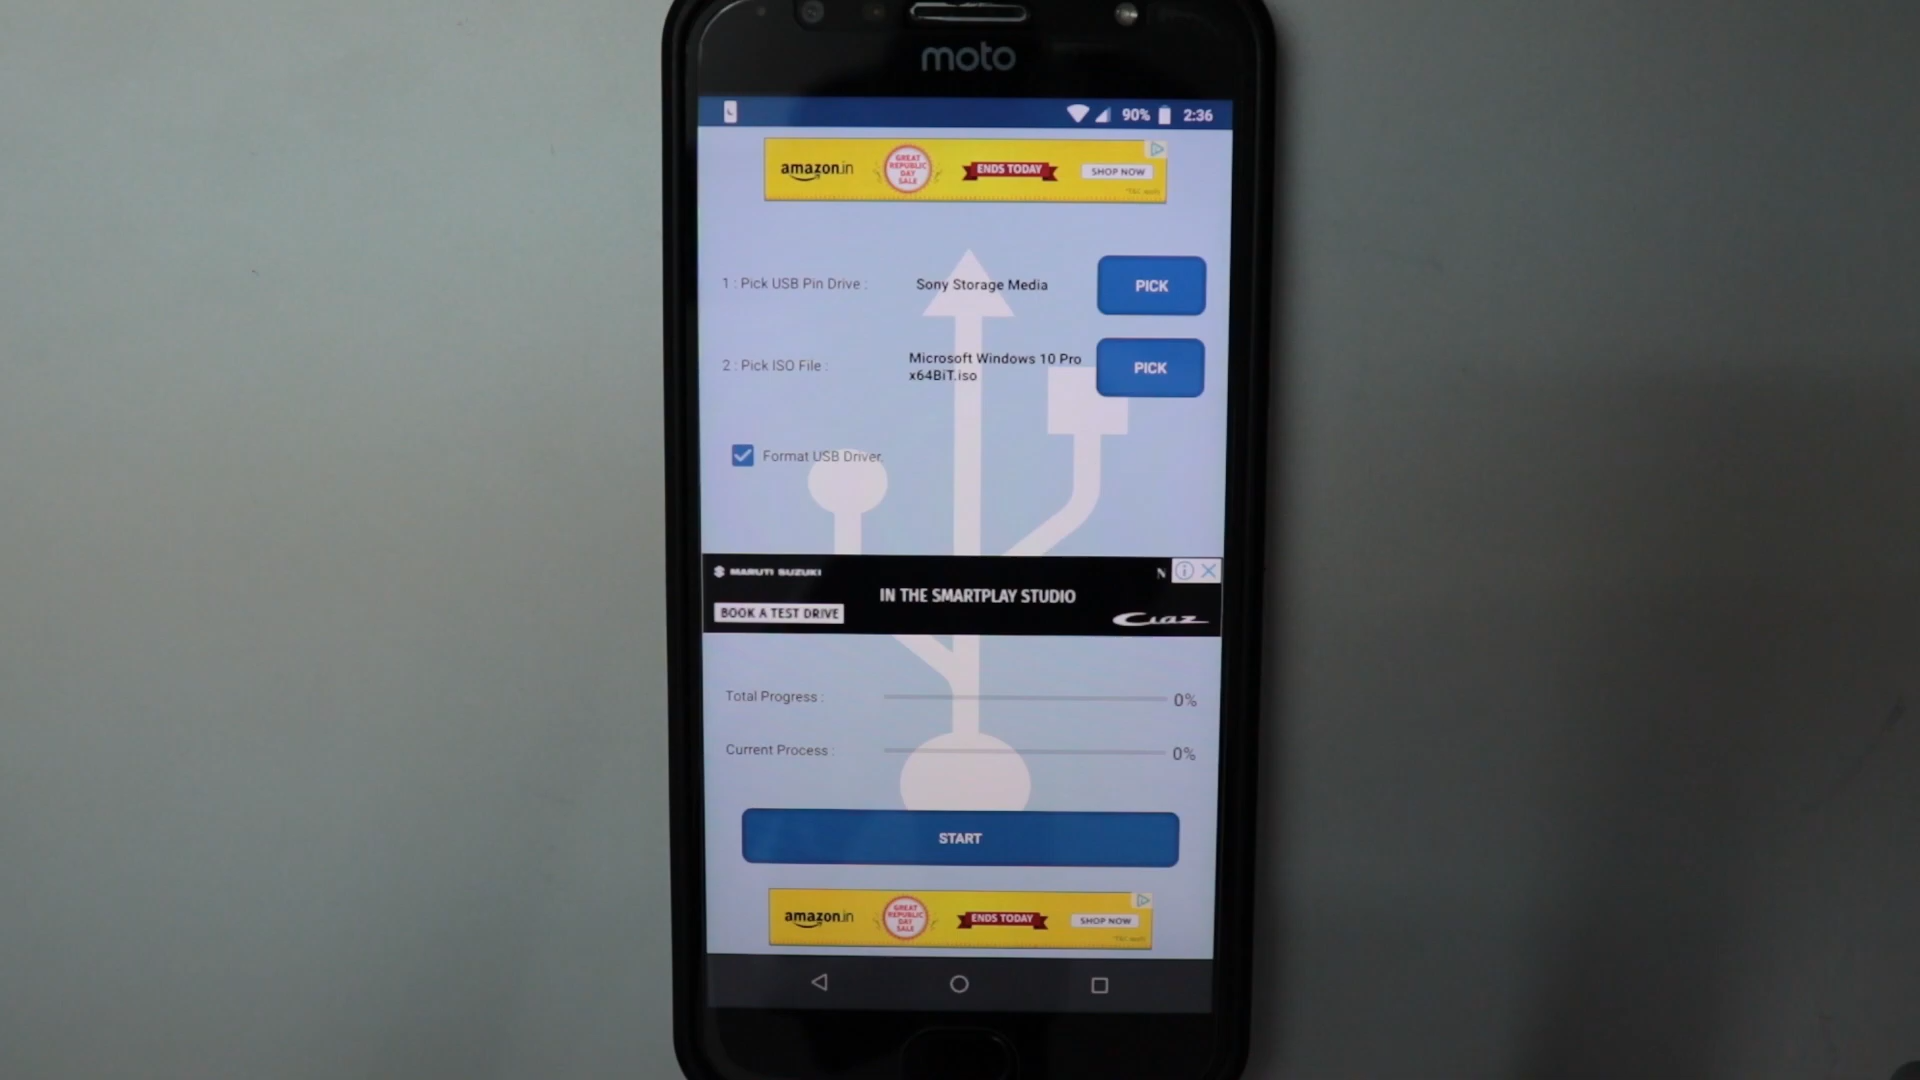 moto
90% 2:36
amazon.in
GREAT
REPUBLIC
DAY
SALE
ENDS TODAY
SHOP NOW
1 : Pick USB Pin Drive :
Sony Storage Media
PICK
2 : Pick ISO File :
Microsoft Windows 10 Pro
x64BiT.iso
PICK
Format USB Driver.
MARUTI SUZUKI
N
IN THE SMARTPLAY STUDIO
BOOK A TEST DRIVE
CIAZ
Total Progress :
0%
Current Process :
0%
START
amazon.in
GREAT
REPUBLIC
DAY
SALE
ENDS TODAY
SHOP NOW